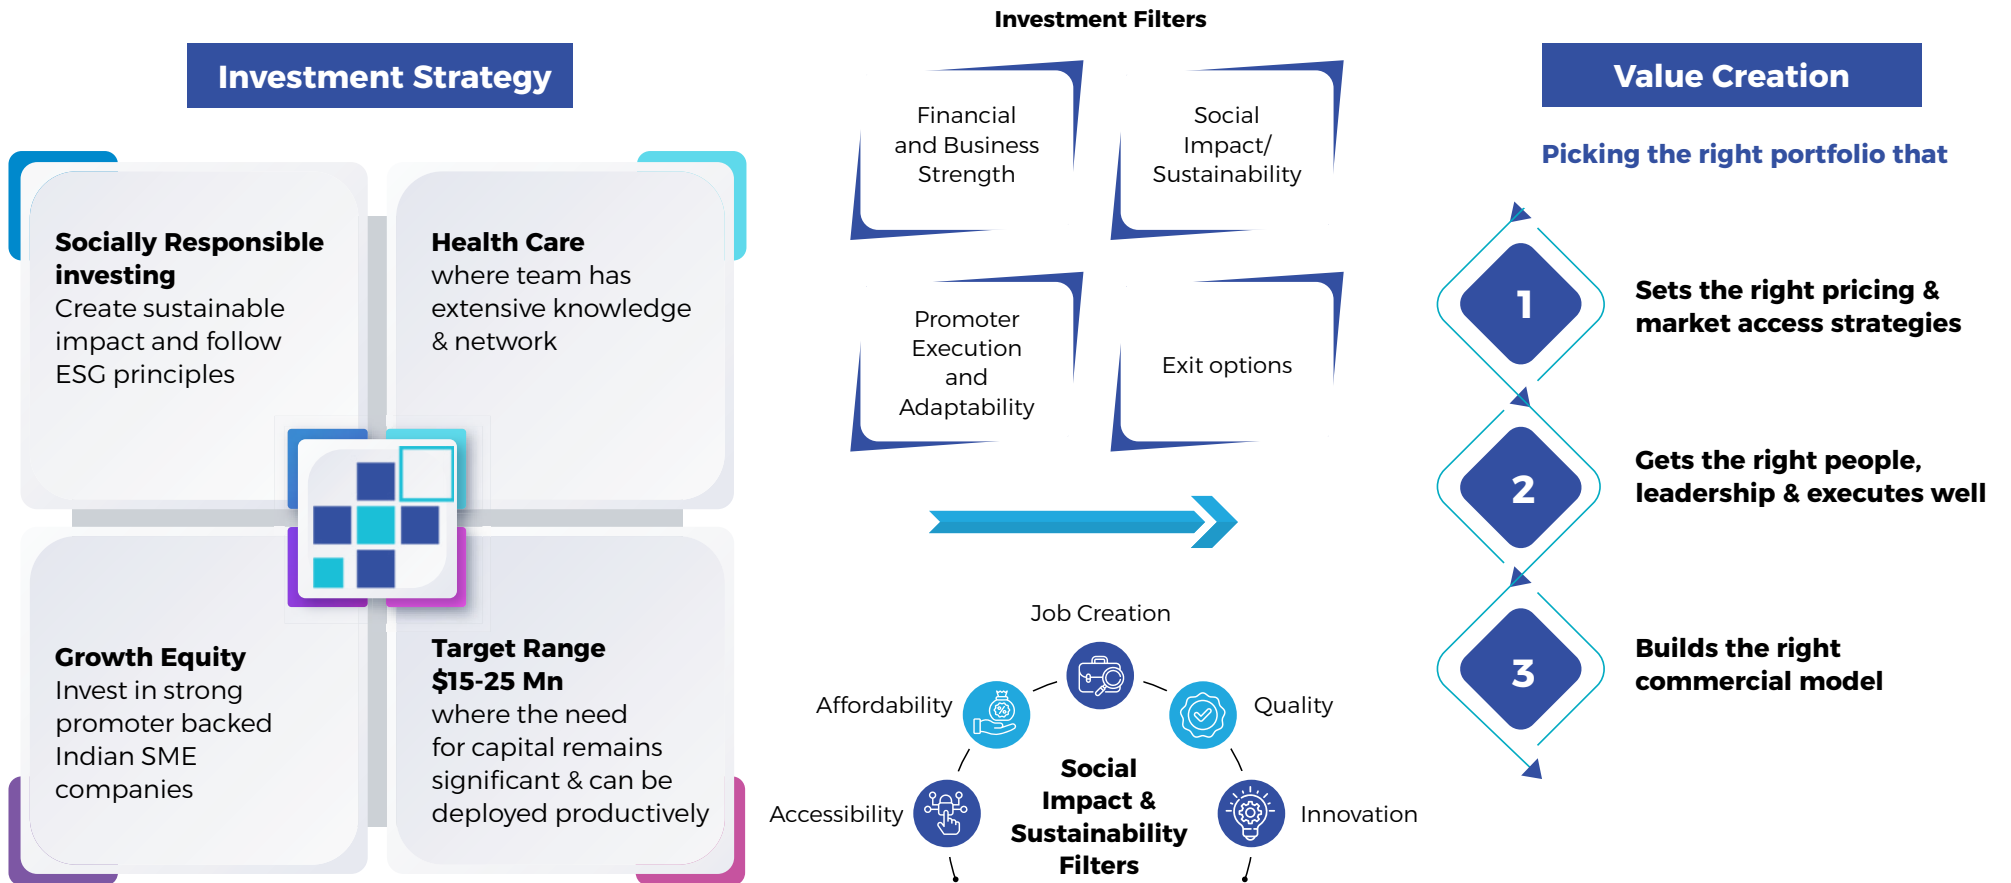 Investment Strategy
Socially Responsible
investing
Create sustainable
impact and follow
ESG principles
Health Care
where team has
extensive knowledge
& network
Growth Equity
Invest in strong
promoter backed
Indian SME
companies
Target Range
$15-25 Mn
where the need
for capital remains
significant & can be
deployed productively
Investment Filters
Financial
and Business
Strength
Social
Impact/
Sustainability
Promoter
Execution
and
Adaptability
Exit options
Job Creation
Affordability
Quality
Accessibility
Innovation
Social
Impact &
Sustainability
Filters
Value Creation
Picking the right portfolio that
1
Sets the right pricing &
market access strategies
2
Gets the right people,
leadership & executes well
3
Builds the right
commercial model